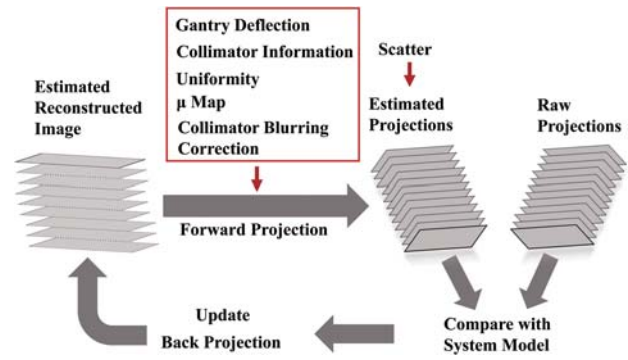 Gantry Deflection
Collimator Information
Uniformity
μ Map
Collimator Blurring
Correction
Scatter
Estimated
Reconstructed
Image
Estimated
Projections
Raw
Projections
Forward Projection
Update
Back Projection
Compare with
System Model